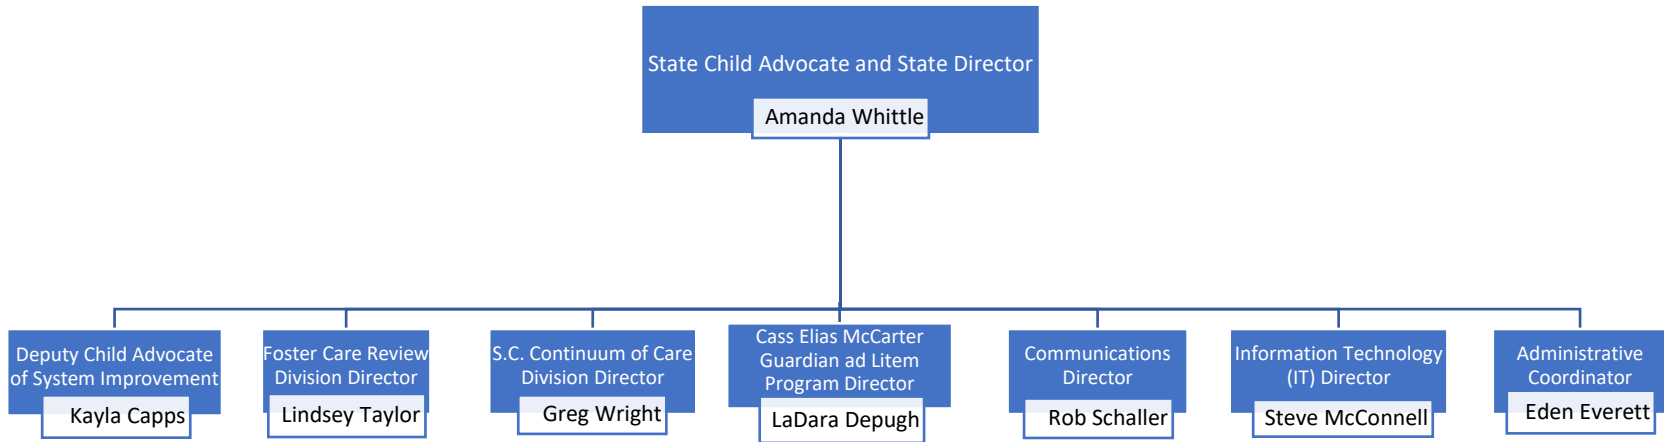 State Child Advocate and State Director
Amanda Whittle
Deputy Child Advocate
of System Improvement
Kayla Capps
Foster Care Review
Division Director
Lindsey Taylor
S.C. Continuum of Care
Division Director
Greg Wright
Cass Elias McCarter
Guardian ad Litem
Program Director
LaDara Depugh
Communications
Director
Rob Schaller
Information Technology
(IT) Director
Steve McConnell
Administrative
Coordinator
Eden Everett